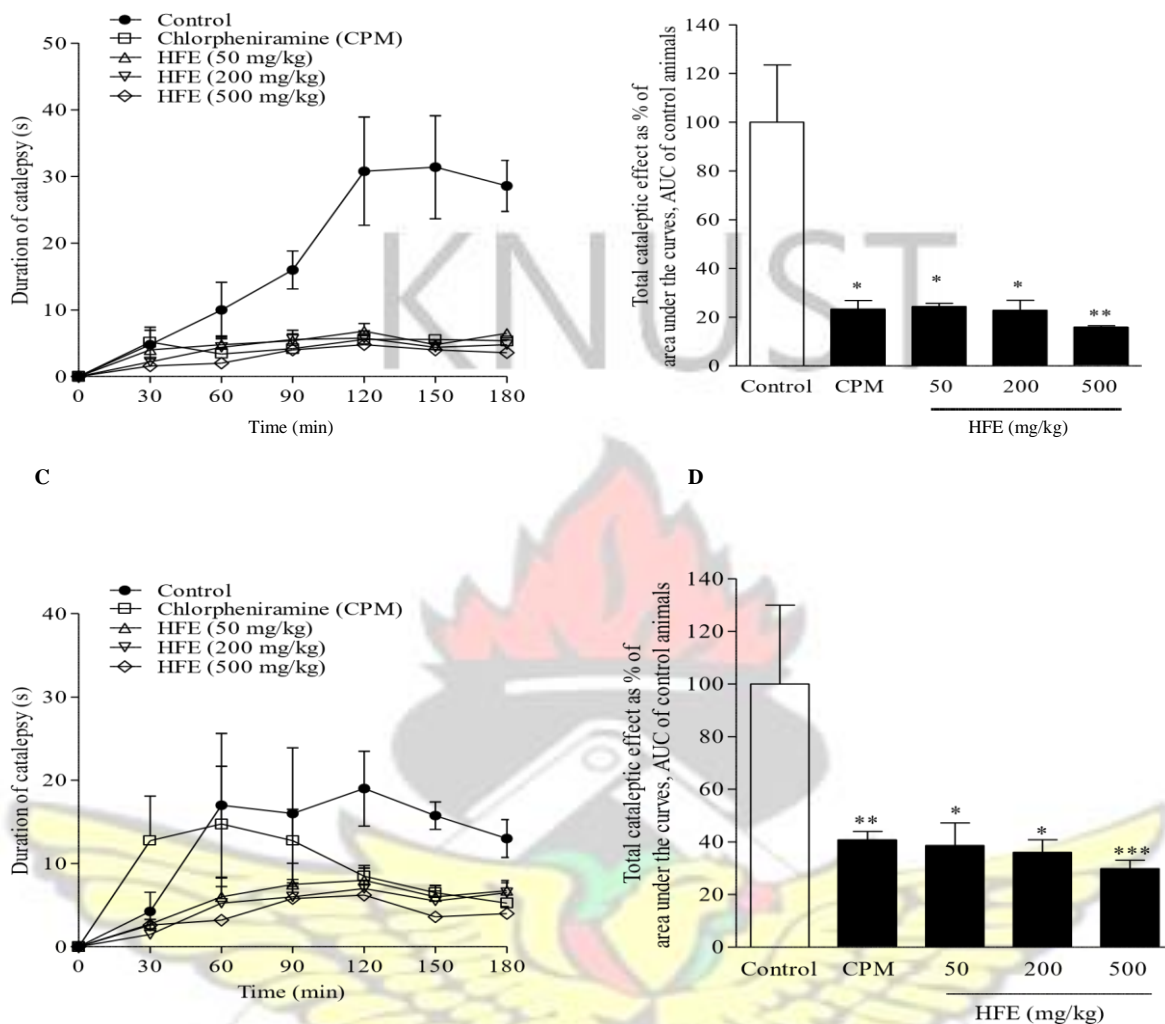 Control
Chlorpheniramine (CPM)
HFE (50 mg/kg)
HFE (200 mg/kg)
HFE (500 mg/kg)
50
40
30
20
10
0
Duration of catalepsy (s)
0 30 60 90 120 150 180
Time (min)
140
120
100
80
60
40
20
0
Total cataleptic effect as % of
area under the curves, AUC of control animals
* * * **
Control CPM 50 200 500
HFE (mg/kg)
KNUST
C
D
Control
Chlorpheniramine (CPM)
HFE (50 mg/kg)
HFE (200 mg/kg)
HFE (500 mg/kg)
40
30
20
10
0
Duration of catalepsy (s)
0 30 60 90 120 150 180
Time (min)
140
120
100
80
60
40
20
0
Total cataleptic effect as % of
area under the curves, AUC of control animals
** * * ***
Control CPM 50 200 500
HFE (mg/kg)